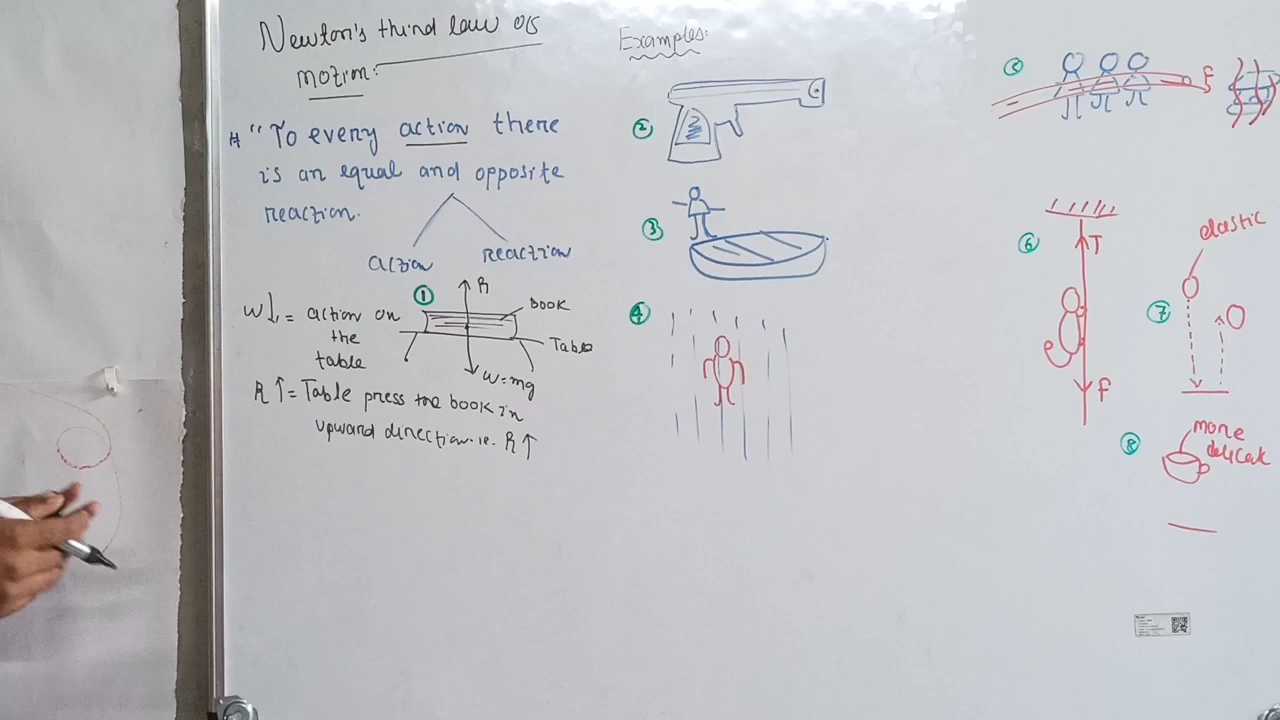 Newton's third law of
motion:
# "To every action there
is an equal and opposite
reaction.
action reaction
① R
book
W↓ = action on
the
table
Table
W=mg
R↑ = Table press the book in
upward direction. i.e. R↑
Examples:
②
③
④
⑤ F
⑥ T
F
elastic
⑦
⑧ more
delicate